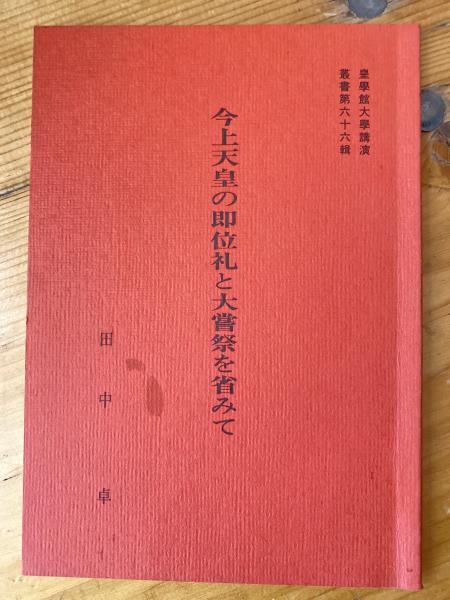 皇學館大學講演
叢書第六十六輯
今上天皇の即位礼と大嘗祭を省みて
田中卓